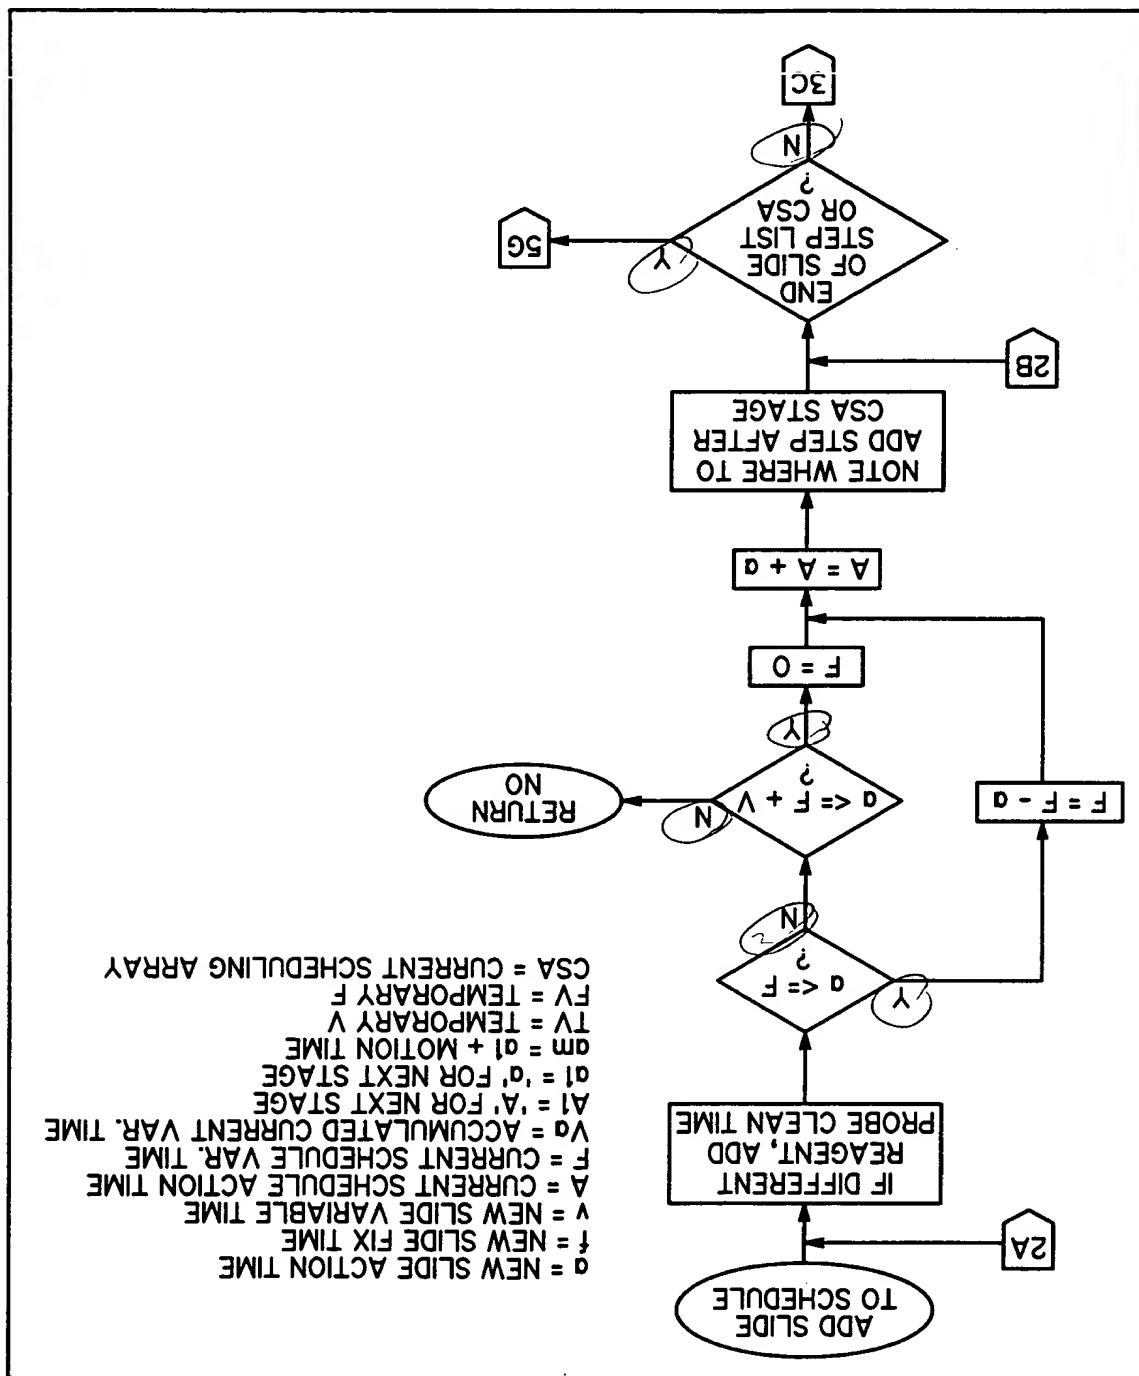 ADD SLIDE
TO SCHEDULE
2A
IF DIFFERENT
REAGENT, ADD
PROBE CLEAN TIME
a = NEW SLIDE ACTION TIME
f = NEW SLIDE FIX TIME
v = NEW SLIDE VARIABLE TIME
A = CURRENT SCHEDULE ACTION TIME
F = CURRENT SCHEDULE VAR. TIME
Va = ACCUMULATED CURRENT VAR. TIME
A1 = 'A' FOR NEXT STAGE
a1 = 'a' FOR NEXT STAGE
am = a1 + MOTION TIME
TV = TEMPORARY V
FV = TEMPORARY F
CSA = CURRENT SCHEDULING ARRAY
a <= F
?
Y
N
F = F - a
a <= F + V
?
N
RETURN
NO
Y
F = 0
A = A + a
NOTE WHERE TO
ADD STEP AFTER
CSA STAGE
2B
END
OF SLIDE
STEP LIST
OR CSA
?
Y
5G
N
3C